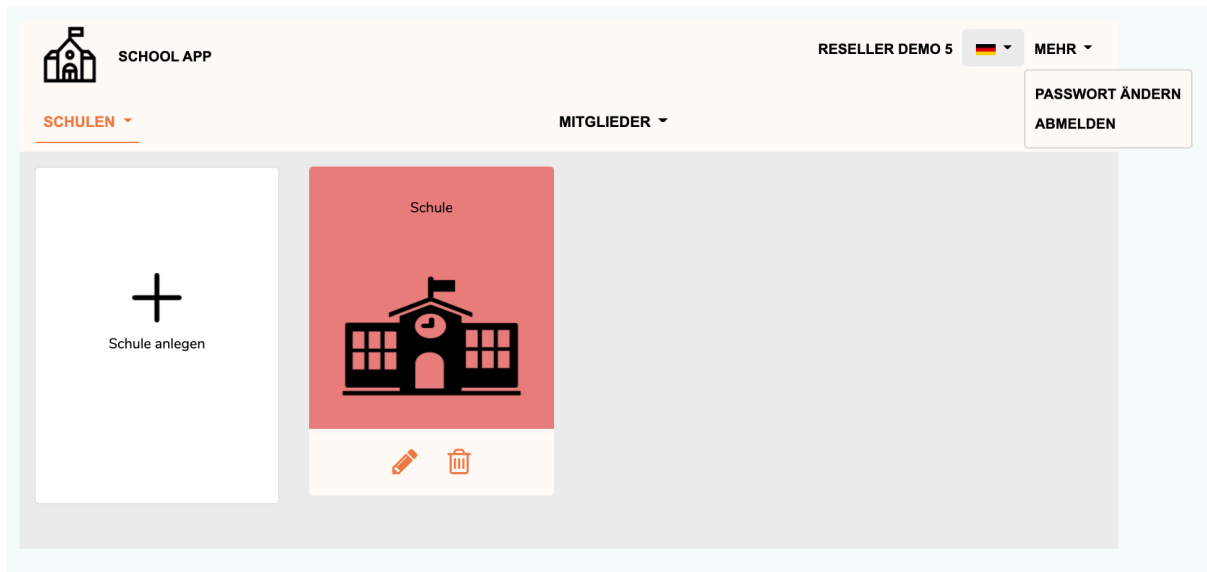 SCHOOL APP
RESELLER DEMO 5
MEHR
PASSWORT ÄNDERN
ABMELDEN
SCHULEN
MITGLIEDER
Schule anlegen
Schule